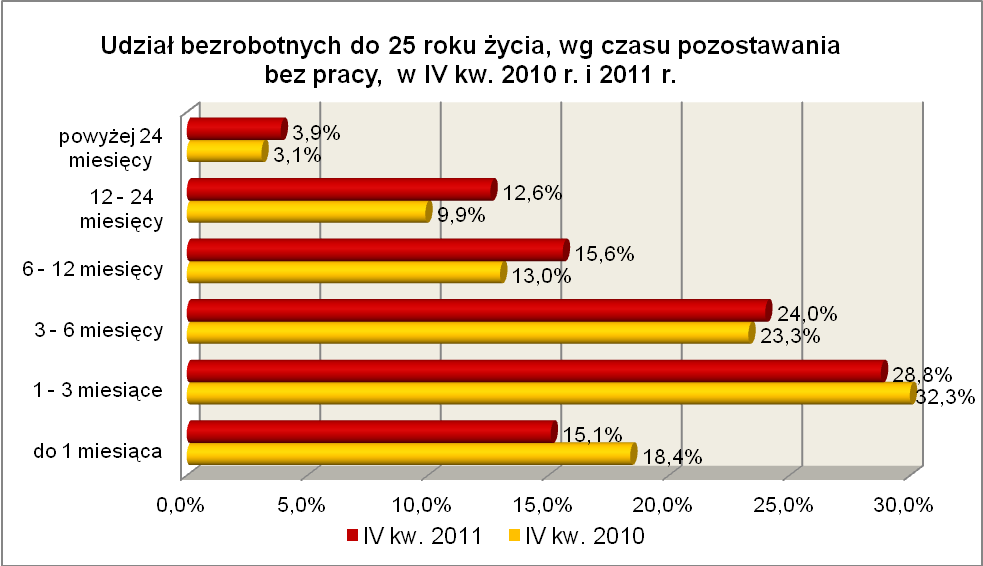 Udział bezrobotnych do 25 roku życia, wg czasu pozostawania
bez pracy, w IV kw. 2010 r. i 2011 r.
powyżej 24
miesięcy
3,9%
3,1%
12 - 24
miesięcy
12,6%
9,9%
6 - 12 miesięcy
15,6%
13,0%
3 - 6 miesięcy
24,0%
23,3%
1 - 3 miesiące
28,8%
32,3%
do 1 miesiąca
15,1%
18,4%
0,0% 5,0% 10,0% 15,0% 20,0% 25,0% 30,0%
IV kw. 2011 IV kw. 2010